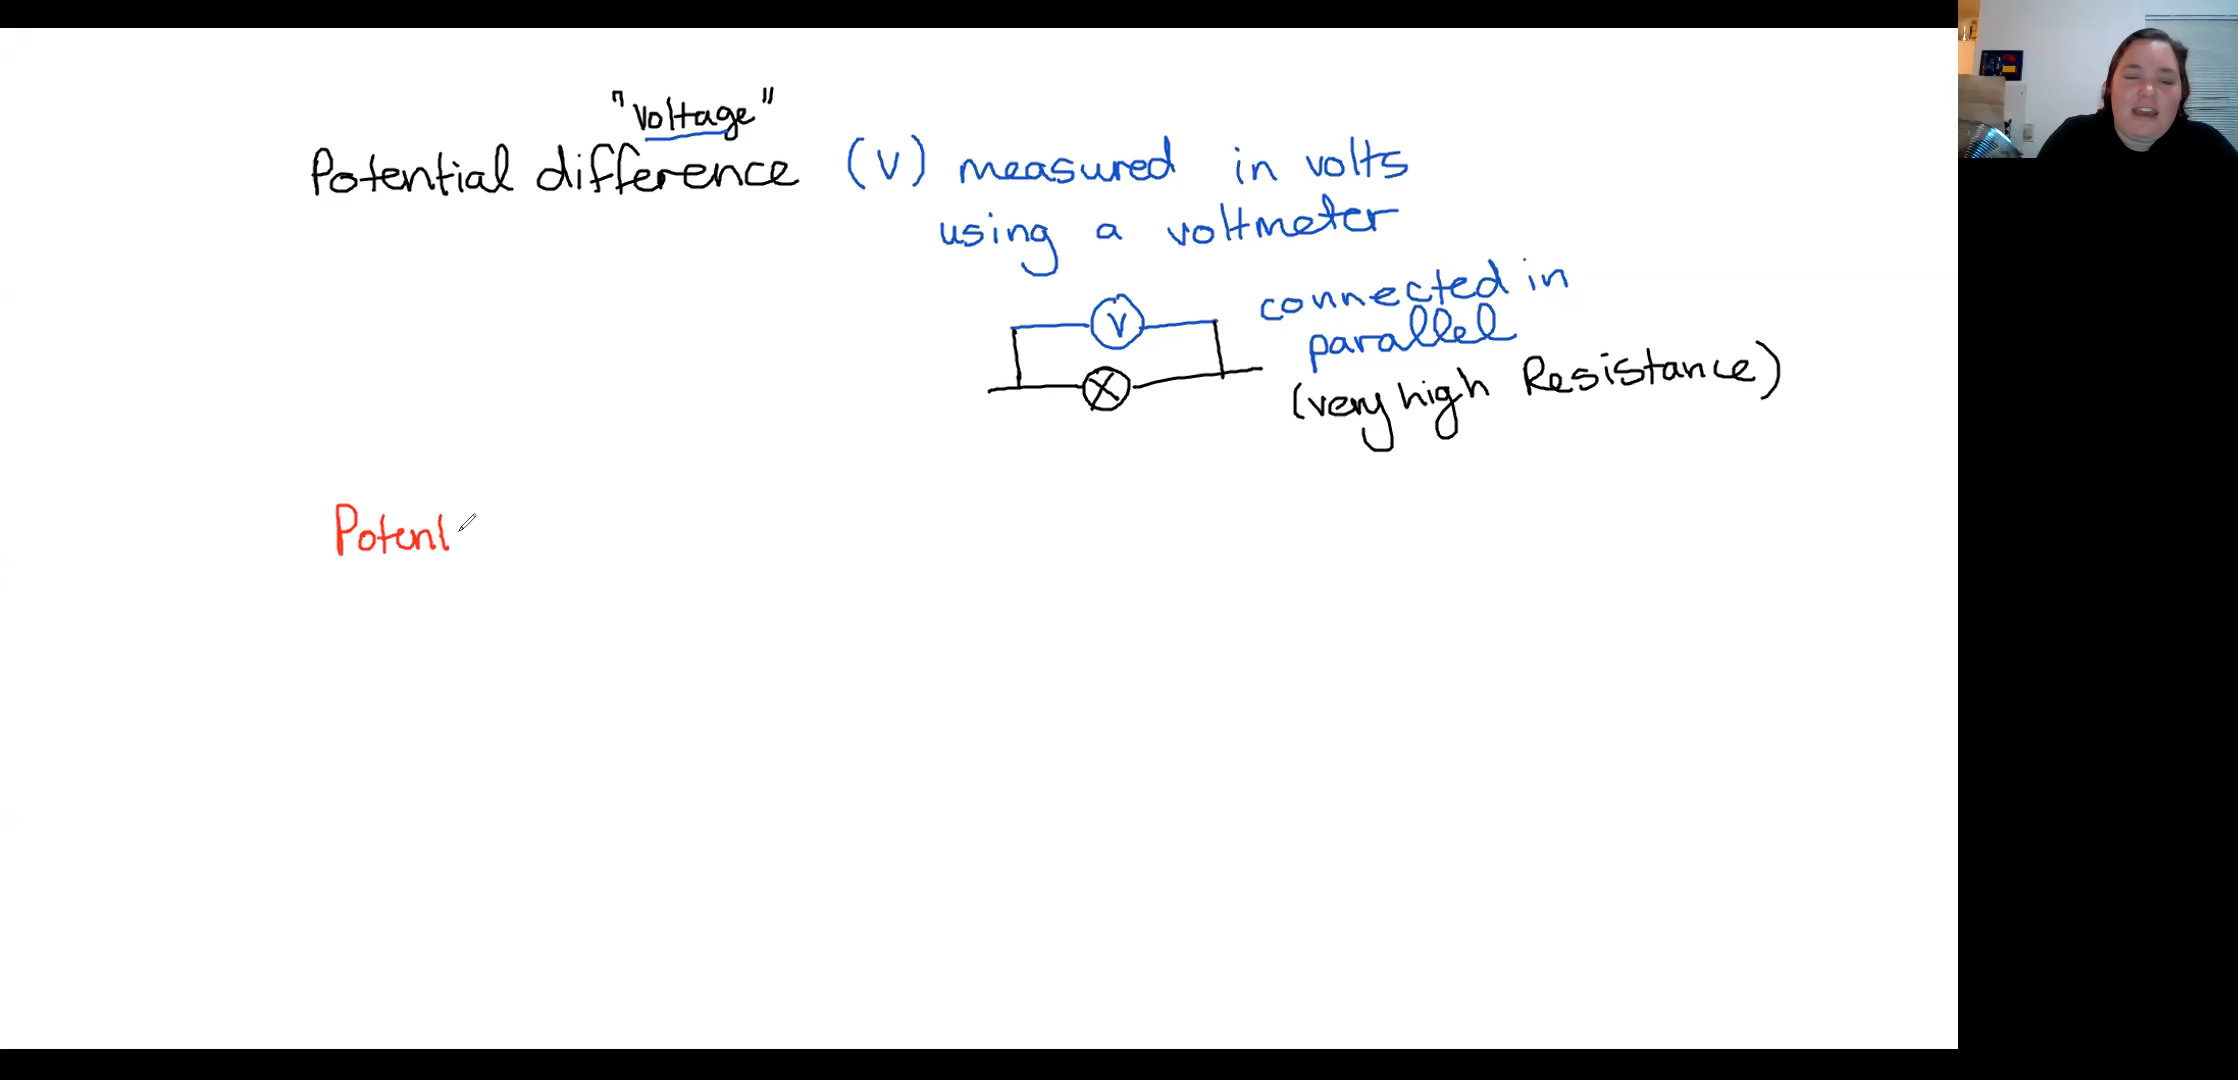 "Voltage"
Potential difference (V) measured in volts
using a voltmeter
connected in
parallel
V
(very high Resistance)
Potent